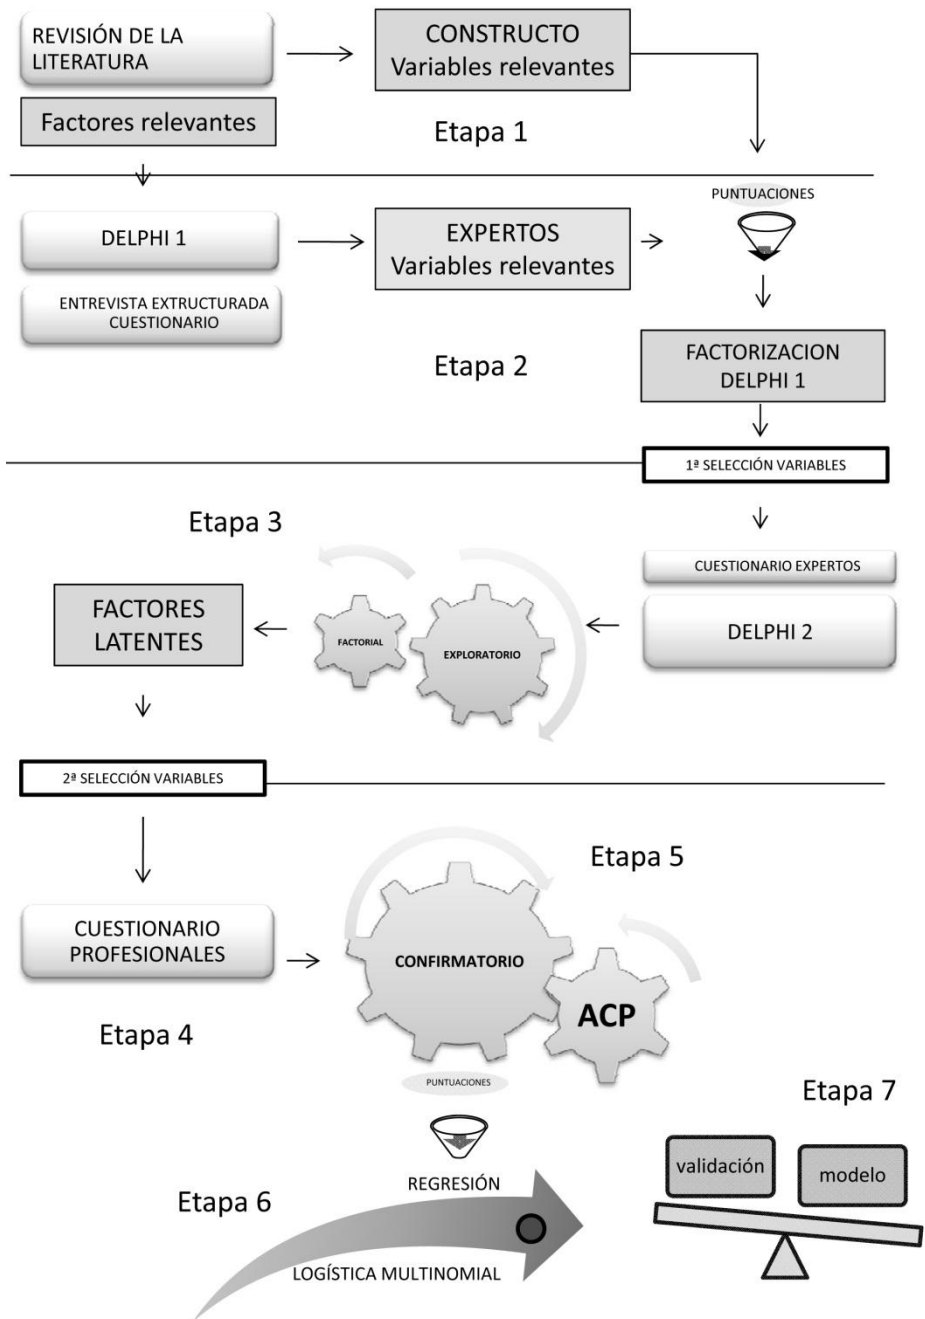 REVISIÓN DE LA
LITERATURA
CONSTRUCTO
Variables relevantes
Factores relevantes
Etapa 1
PUNTUACIONES
DELPHI 1
EXPERTOS
Variables relevantes
ENTREVISTA EXTRUCTURADA
CUESTIONARIO
Etapa 2
FACTORIZACION
DELPHI 1
1ª SELECCIÓN VARIABLES
Etapa 3
CUESTIONARIO EXPERTOS
DELPHI 2
EXPLORATORIO
FACTORIAL
FACTORES
LATENTES
2ª SELECCIÓN VARIABLES
CUESTIONARIO
PROFESIONALES
Etapa 4
Etapa 5
CONFIRMATORIO
ACP
PUNTUACIONES
Etapa 6
REGRESIÓN
LOGÍSTICA MULTINOMIAL
Etapa 7
validación
modelo